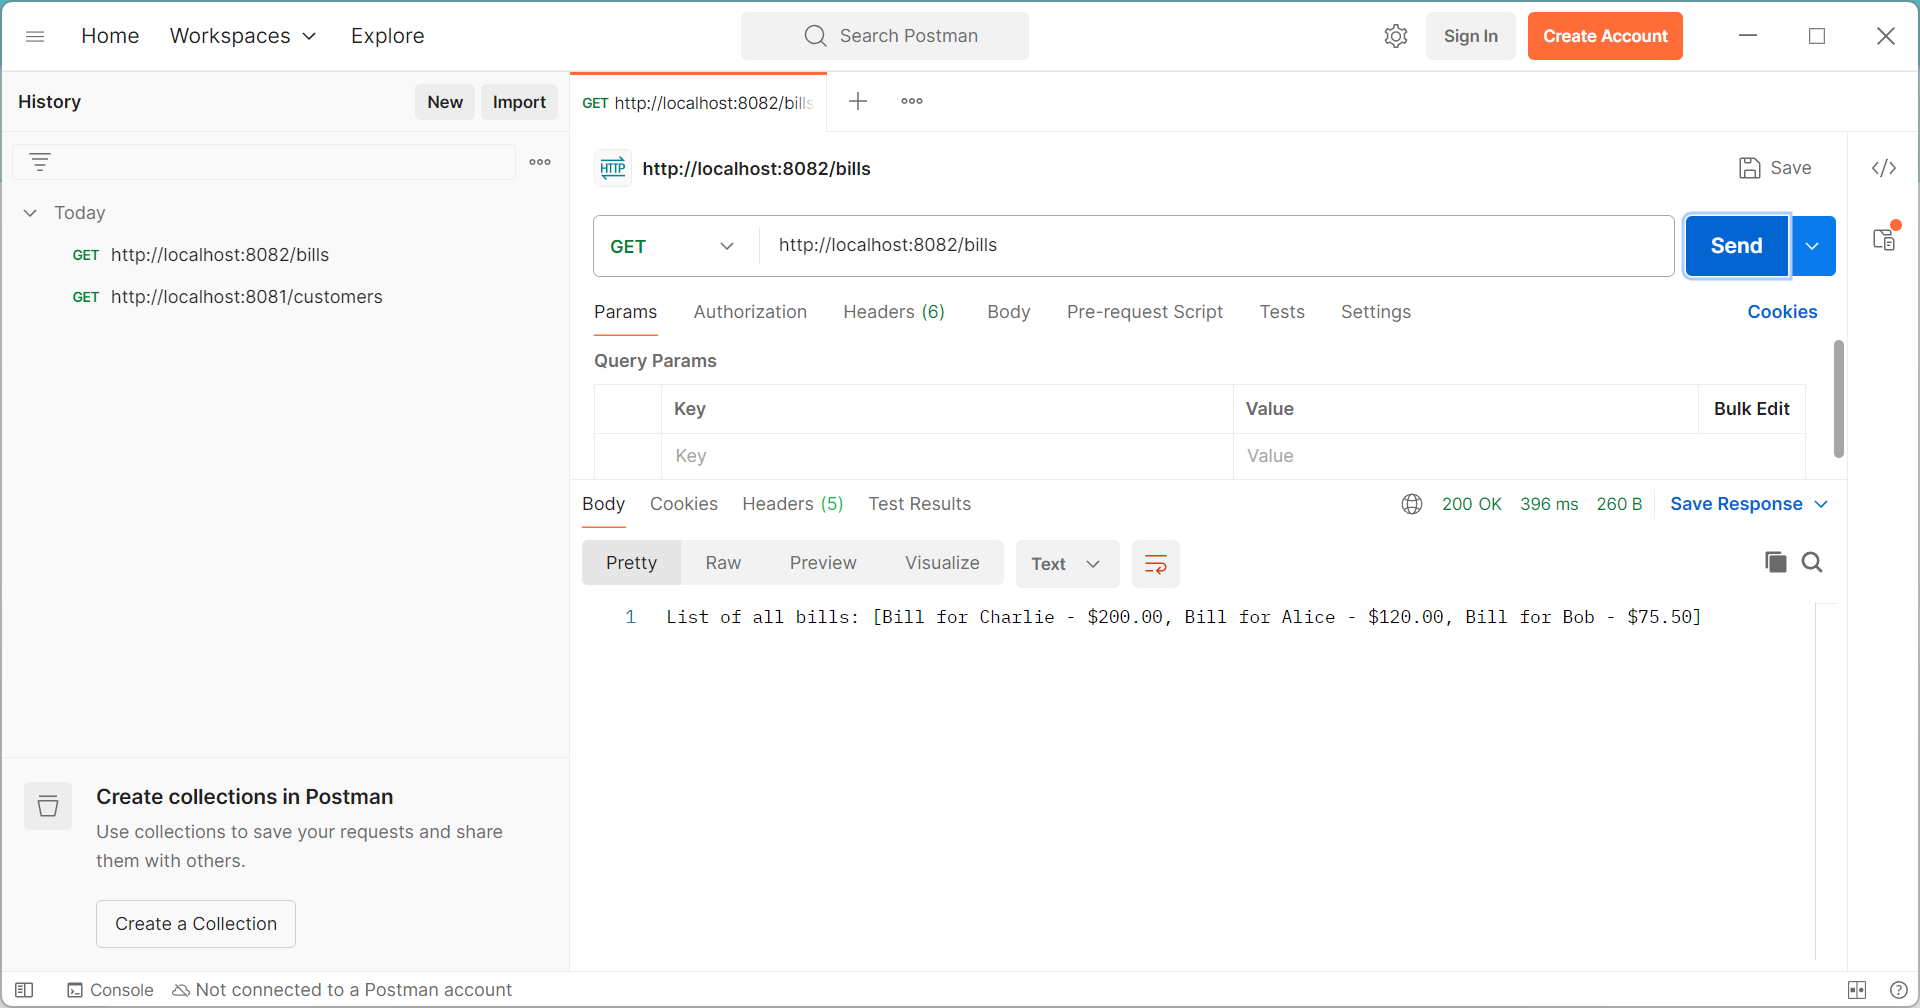 Home Workspaces Explore Search Postman Sign In Create Account
History New Import
GET http://localhost:8082/bills
Today
GET http://localhost:8082/bills
GET http://localhost:8081/customers
HTTP http://localhost:8082/bills Save
GET http://localhost:8082/bills Send
Params Authorization Headers (6) Body Pre-request Script Tests Settings Cookies
Query Params
Key Value Bulk Edit
Key Value
Body Cookies Headers (5) Test Results 200 OK 396 ms 260 B Save Response
Pretty Raw Preview Visualize Text
1 List of all bills: [Bill for Charlie - $200.00, Bill for Alice - $120.00, Bill for Bob - $75.50]
Create collections in Postman
Use collections to save your requests and share
them with others.
Create a Collection
Console Not connected to a Postman account